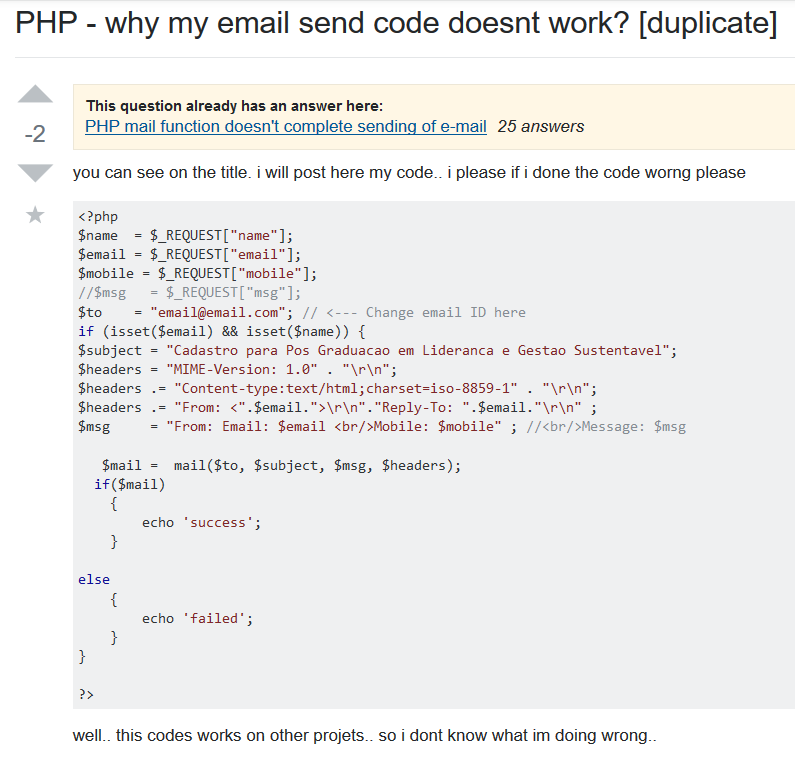 PHP - why my email send code doesnt work? [duplicate]
This question already has an answer here:
-2
PHP mail function doesn't complete sending of e-mail 25 answers
you can see on the title. i will post here my code.. i please if i done the code worng please
<?php
$name  = $_REQUEST["name"];
$email = $_REQUEST["email"];
$mobile = $_REQUEST["mobile"];
//$msg   = $_REQUEST["msg"];
$to    = "email@email.com"; // <--- Change email ID here
if (isset($email) && isset($name)) {
$subject = "Cadastro para Pos Graduacao em Lideranca e Gestao Sustentavel";
$headers = "MIME-Version: 1.0" . "\r\n";
$headers .= "Content-type:text/html;charset=iso-8859-1" . "\r\n";
$headers .= "From: <".$email.">\r\n"."Reply-To: ".$email."\r\n" ;
$msg     = "From: Email: $email <br/>Mobile: $mobile" ; //<br/>Message: $msg
   $mail =  mail($to, $subject, $msg, $headers);
  if($mail)
    {
        echo 'success';
    }
else
    {
        echo 'failed';
    }
}
?>
well.. this codes works on other projets.. so i dont know what im doing wrong..